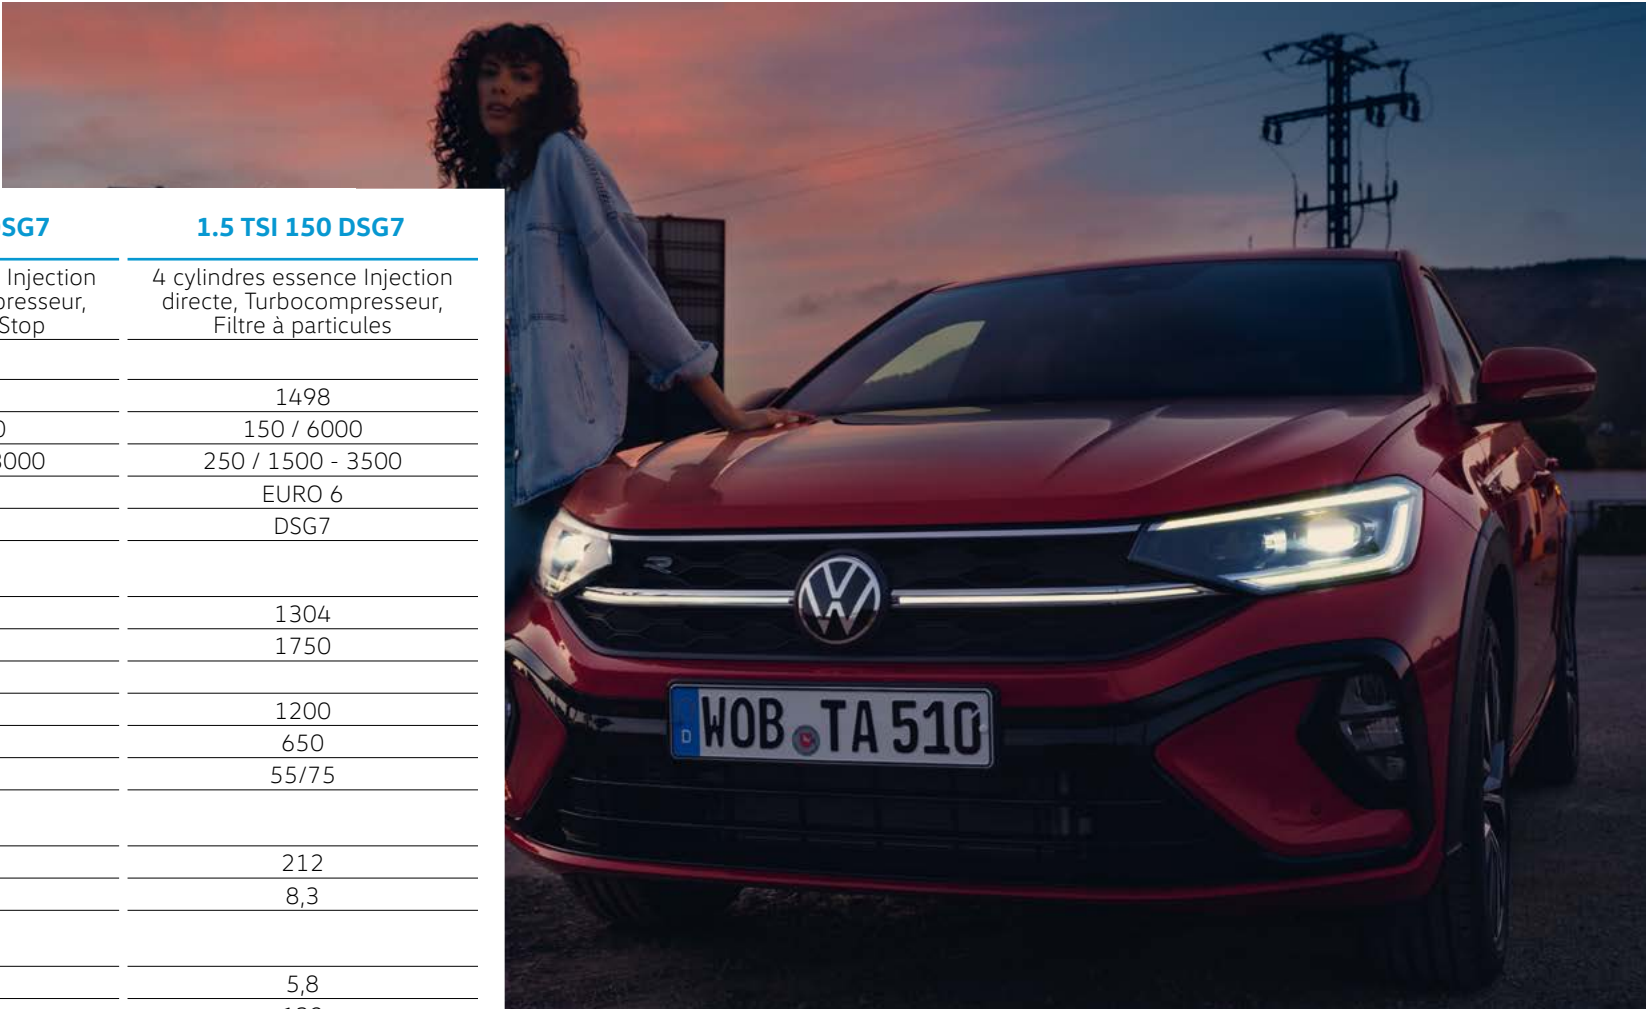 SG7
1.5 TSI 150 DSG7
Injection
4 cylindres essence Injection
presseur,
directe, Turbocompresseur,
Stop
Filtre à particules
1498
0
150 / 6000
3000
250 / 1500 - 3500
EURO 6
DSG7
1304
1750
1200
650
55/75
212
8,3
5,8
R
VW
D
WOB TA 510